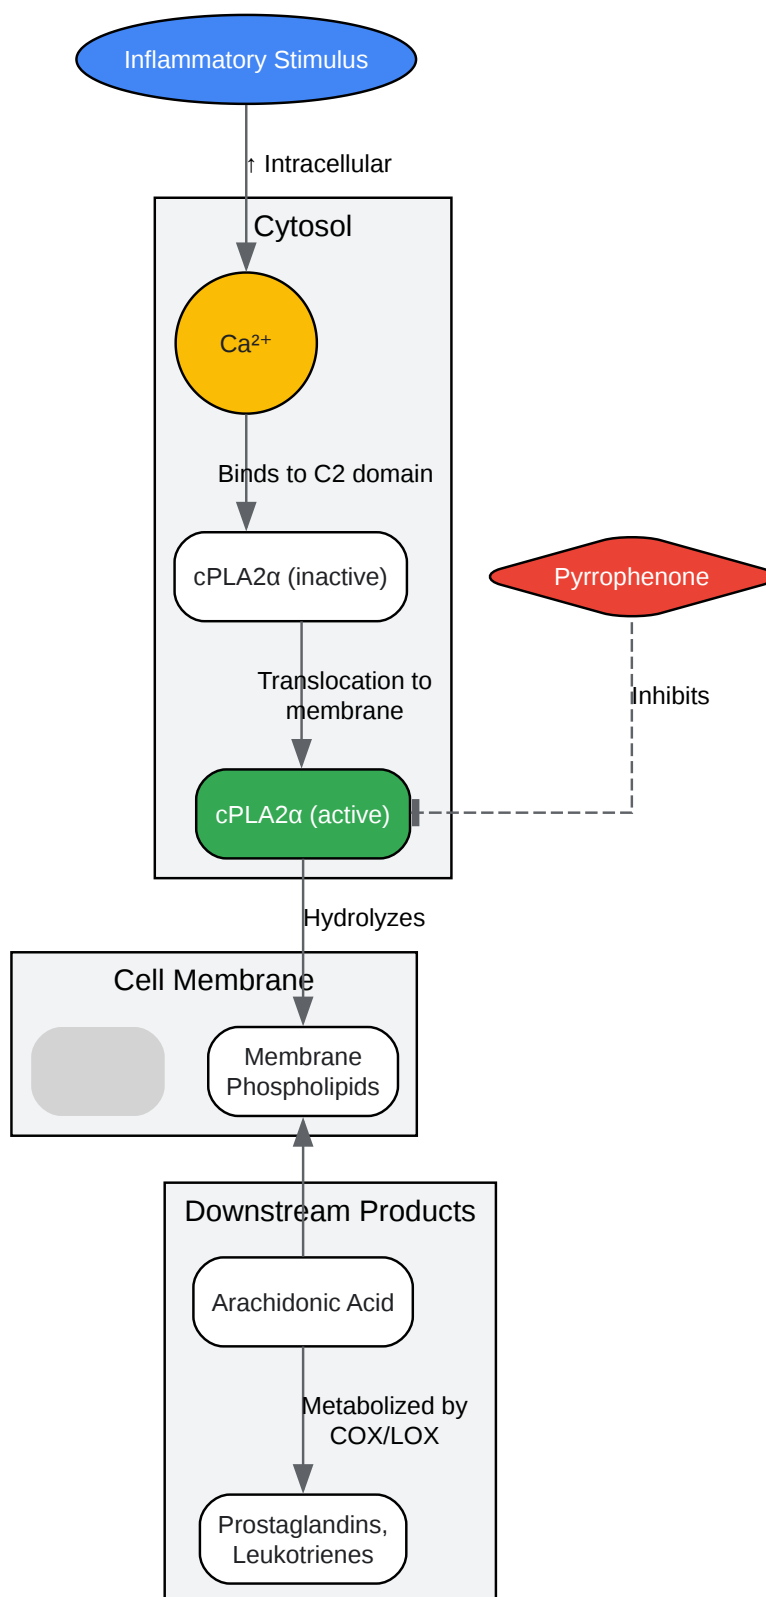 Inflammatory Stimulus
↑ Intracellular
Cytosol
Ca²⁺
Binds to C2 domain
cPLA2α (inactive)
Pyrrophenone
Translocation to
membrane
Inhibits
cPLA2α (active)
Hydrolyzes
Cell Membrane
Membrane
Phospholipids
Downstream Products
Arachidonic Acid
Metabolized by
COX/LOX
Prostaglandins,
Leukotrienes